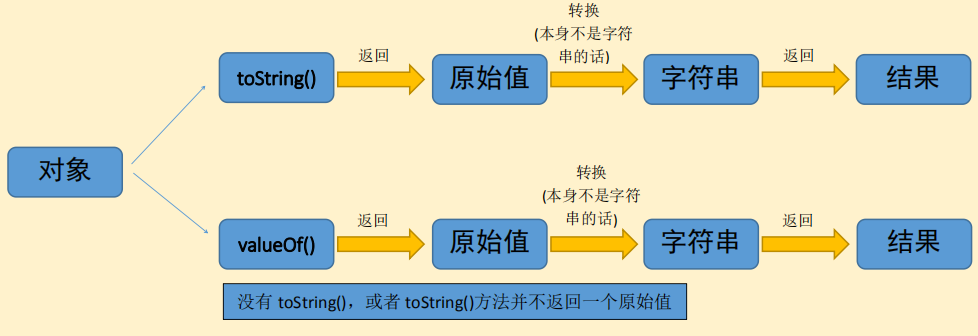 转换
(本身不是字符
串的话)
返回
返回
toString()
原始值
字符串
结果
对象
转换
(本身不是字符
串的话)
返回
返回
valueOf()
原始值
字符串
结果
没有 toString()，或者 toString()方法并不返回一个原始值